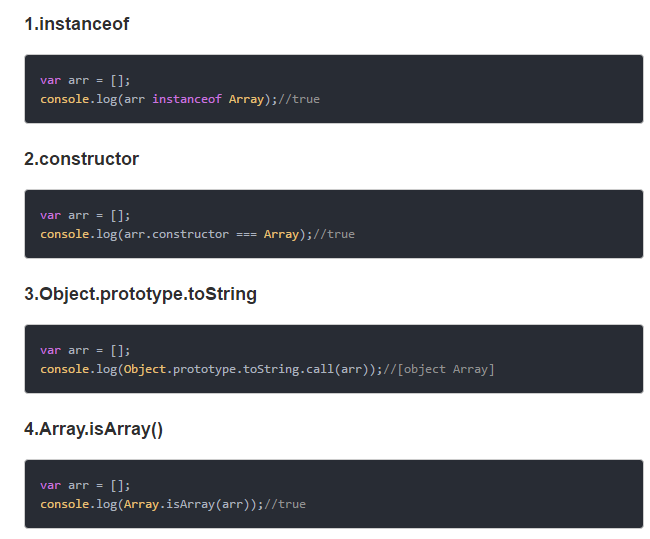 1.instanceof
var arr = [];
console.log(arr instanceof Array);//true
2.constructor
var arr = [];
console.log(arr.constructor === Array);//true
3.Object.prototype.toString
var arr = [];
console.log(Object.prototype.toString.call(arr));//[object Array]
4.Array.isArray()
var arr = [];
console.log(Array.isArray(arr));//true